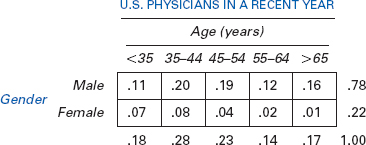 U.S. PHYSICIANS IN A RECENT YEAR
Age (years)
<35 35–44 45–54 55–64 >65
Male .11 .20 .19 .12 .16 .78
Gender
Female .07 .08 .04 .02 .01 .22
.18 .28 .23 .14 .17 1.00